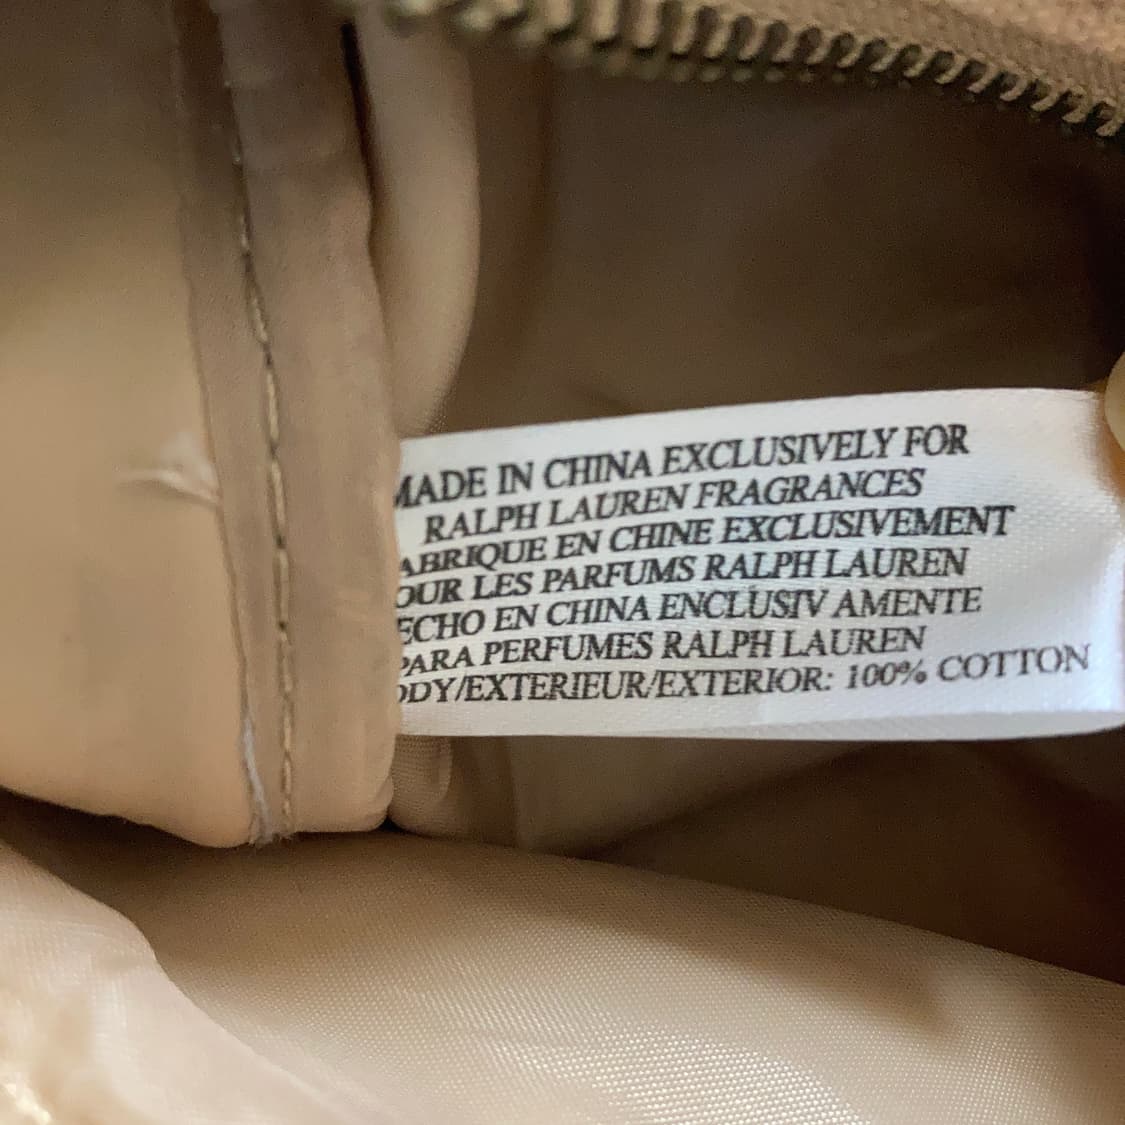 MADE IN CHINA EXCLUSIVELY FOR
RALPH LAUREN FRAGRANCES
ABRIQUE EN CHINE EXCLUSIVEMENT
OUR LES PARFUMS RALPH LAUREN
ECHO EN CHINA ENCLUSIV AMENTE
PARA PERFUMES RALPH LAUREN
ODY/EXTERIEUR/EXTERIOR: 100% COTTON